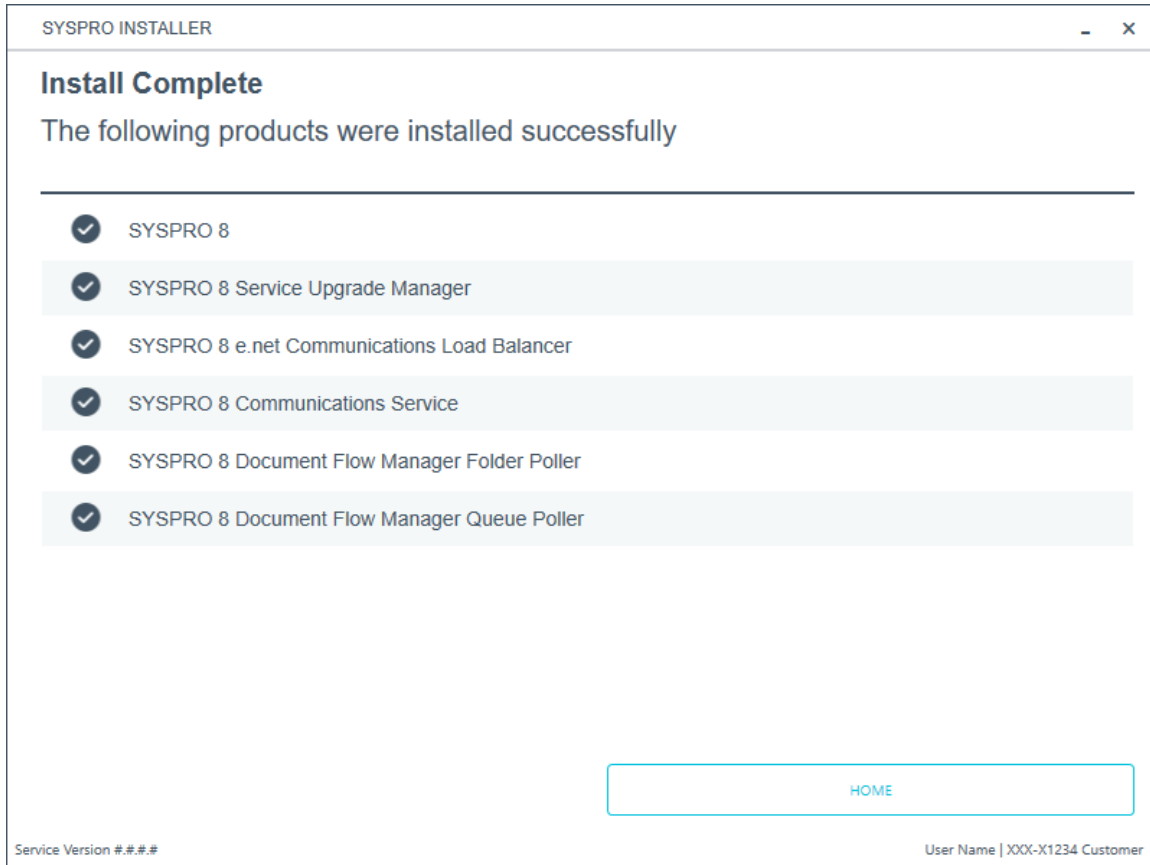 SYSPRO INSTALLER
Install Complete
The following products were installed successfully
SYSPRO 8
SYSPRO 8 Service Upgrade Manager
SYSPRO 8 e.net Communications Load Balancer
SYSPRO 8 Communications Service
SYSPRO 8 Document Flow Manager Folder Poller
SYSPRO 8 Document Flow Manager Queue Poller
HOME
Service Version #.#.#.#
User Name | XXX-X1234 Customer